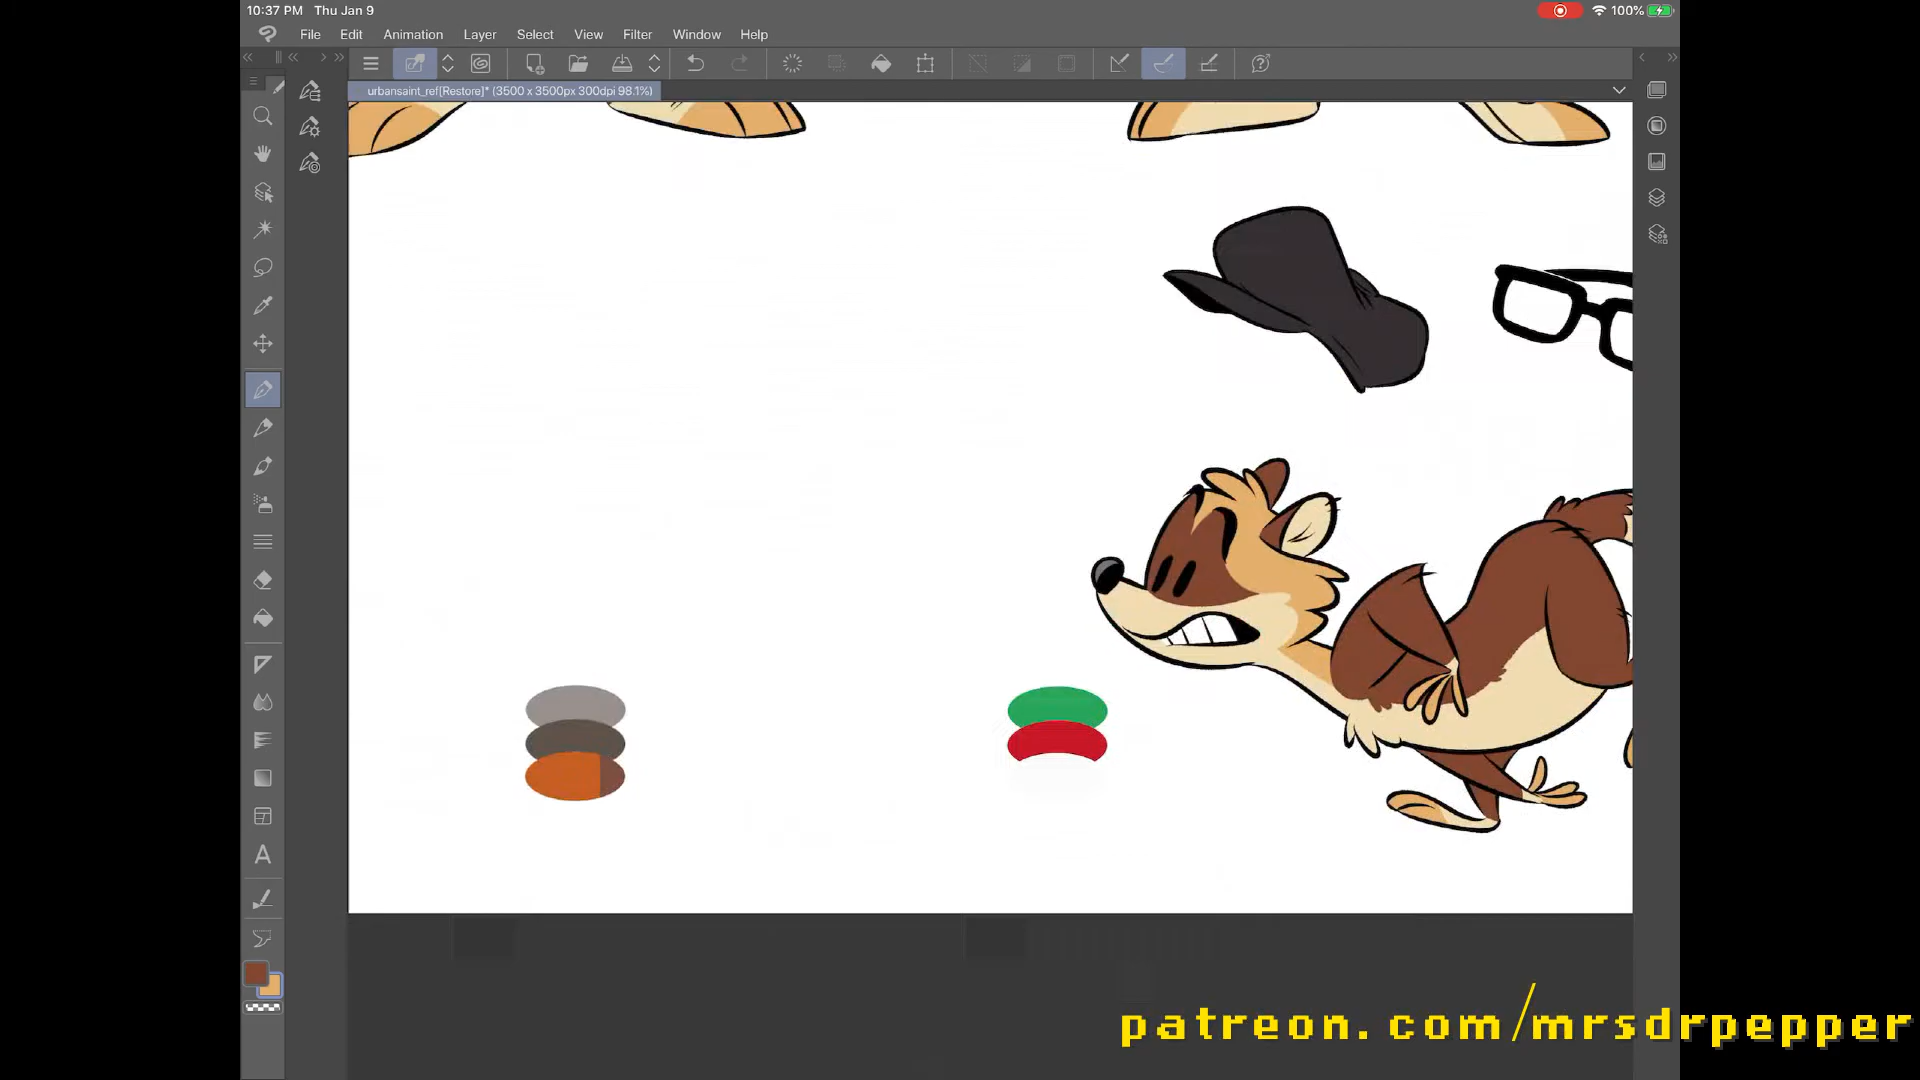 10:37 PM Thu Jan 9
100%
File Edit Animation Layer Select View Filter Window Help
urbansaint_ref[Restore]* (3500 x 3500px 300dpi 98.1%)
patreon.com/mrsdrpepper